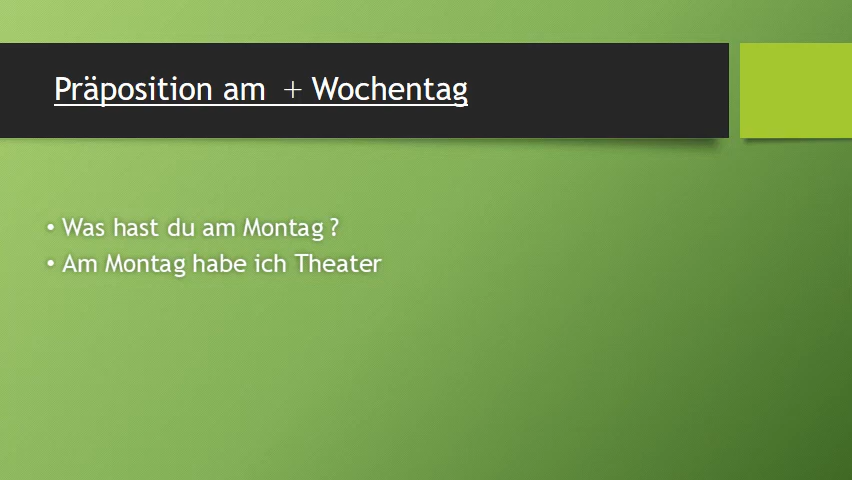 Präposition am + Wochentag
• Was hast du am Montag ?
• Am Montag habe ich Theater